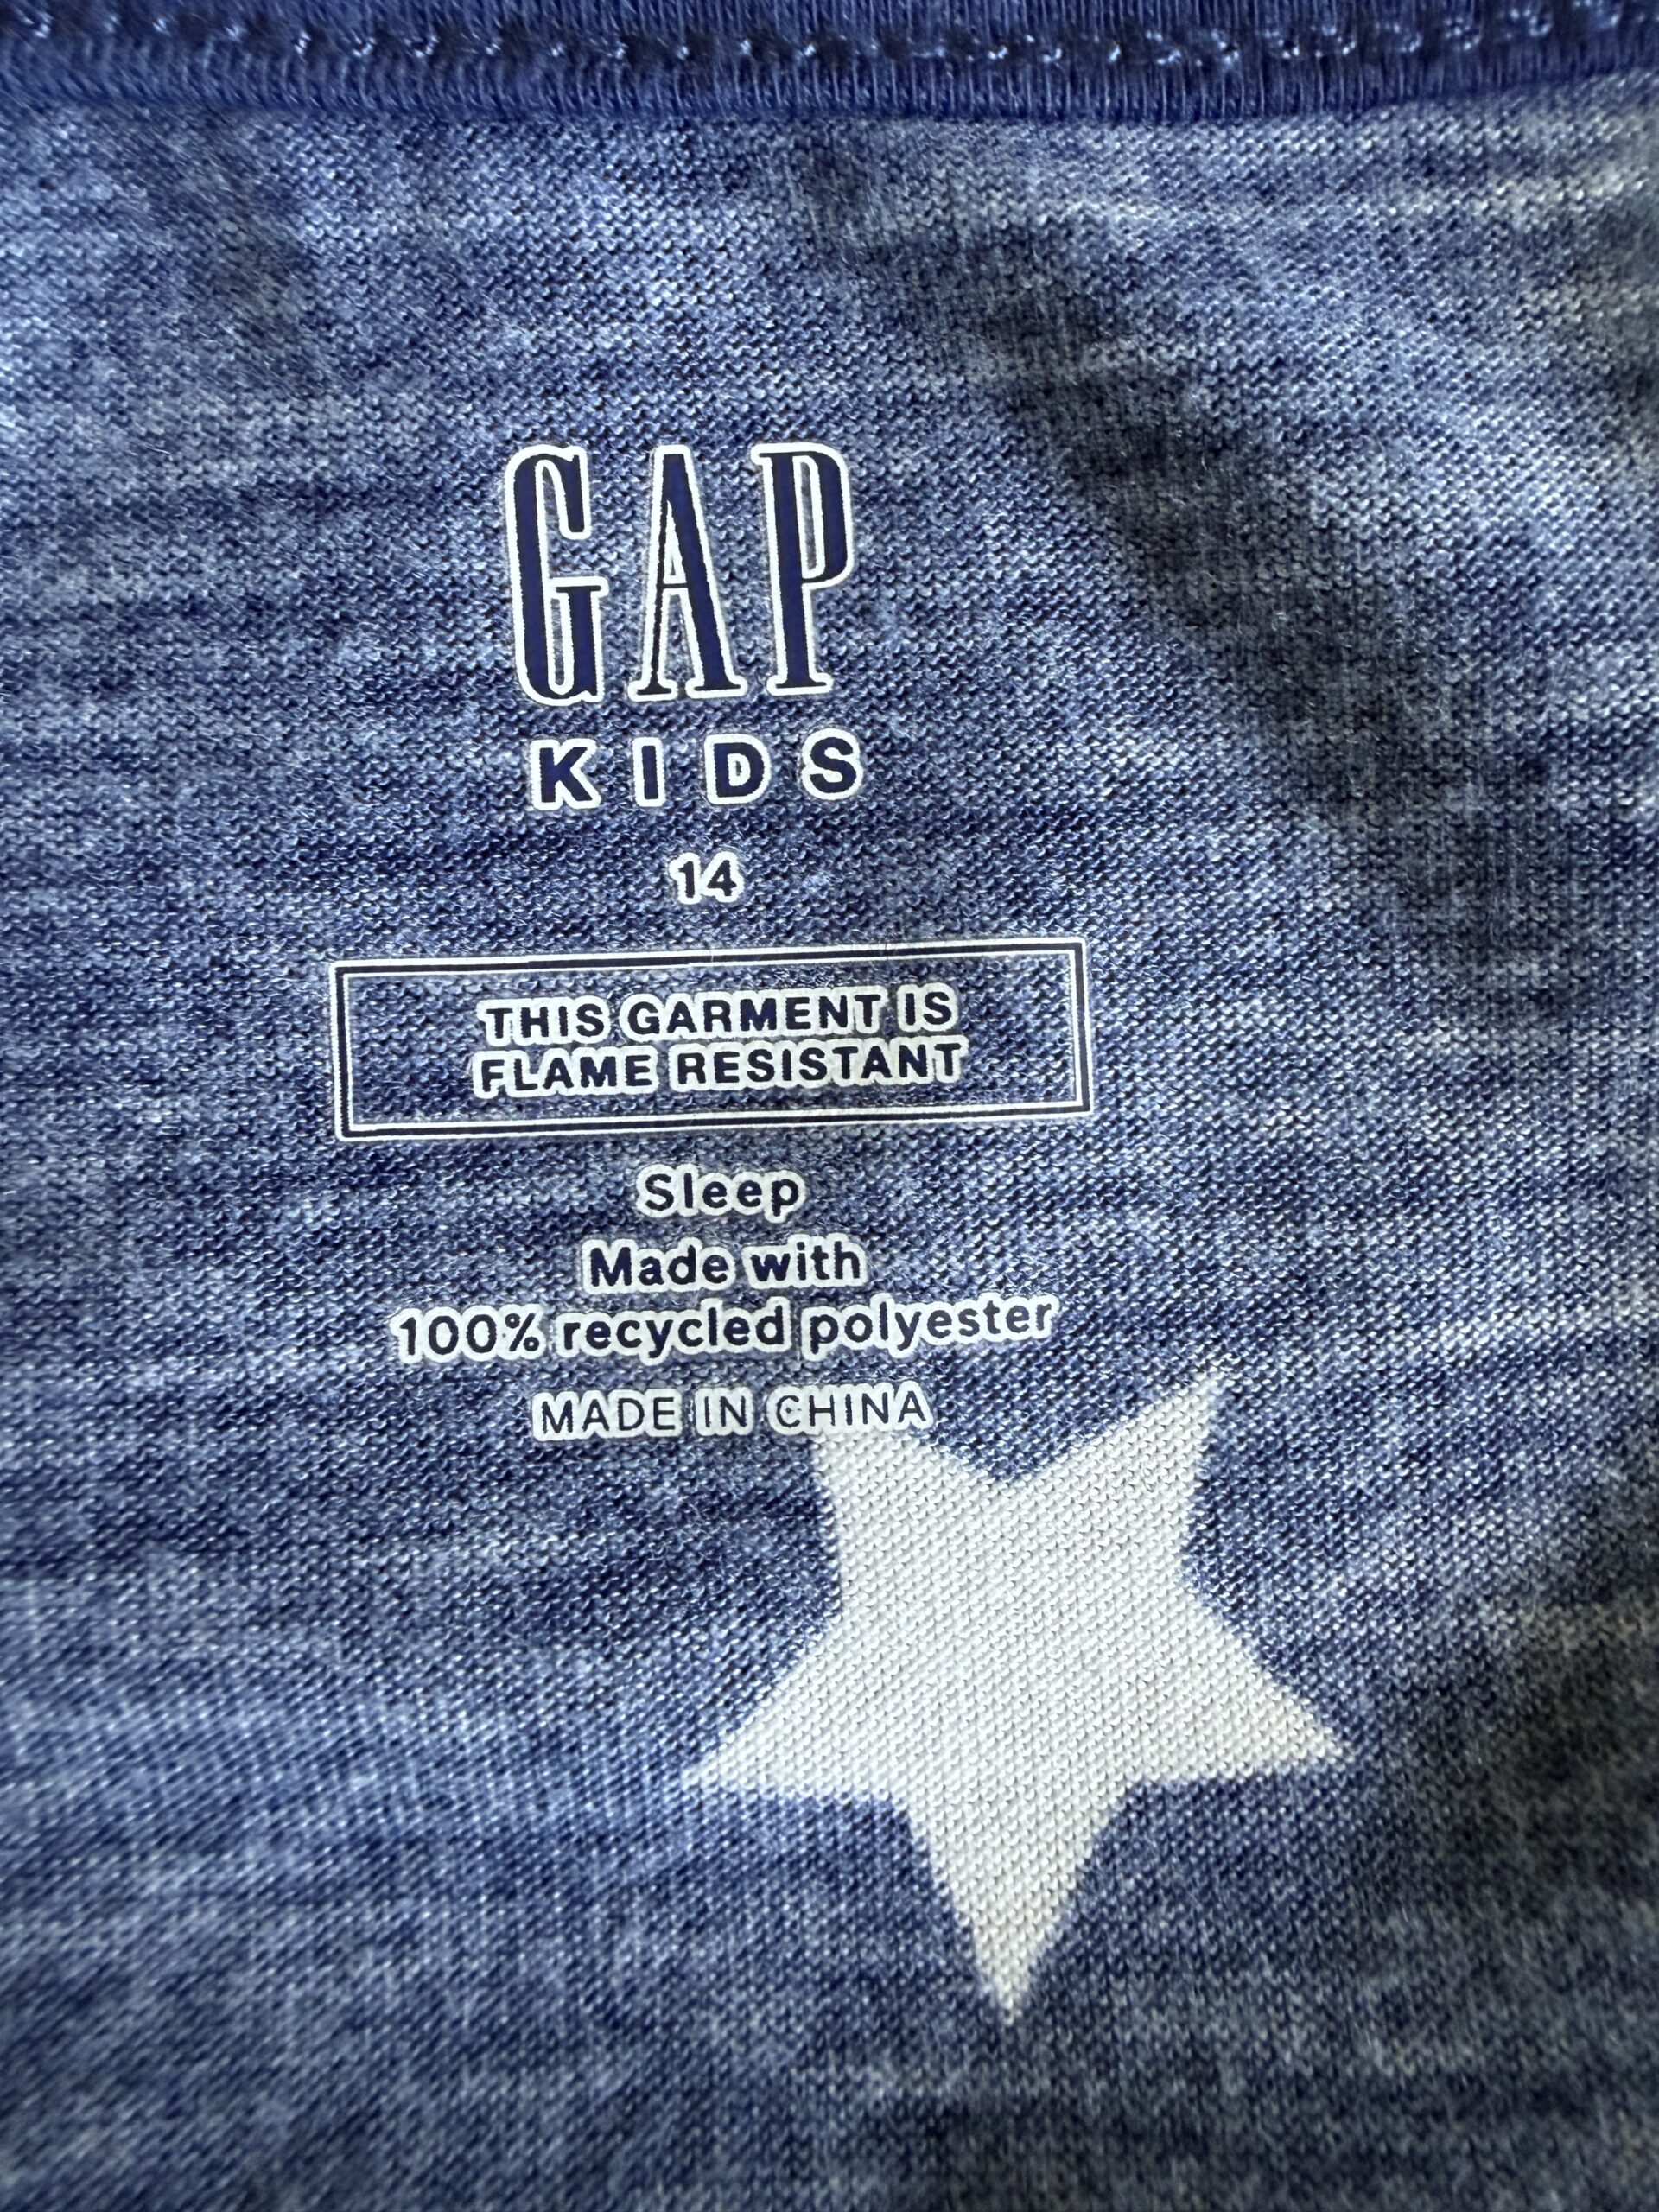 GAP
KIDS
14
THIS GARMENT IS
FLAME RESISTANT
Sleep
Made with
100% recycled polyester
MADE IN CHINA